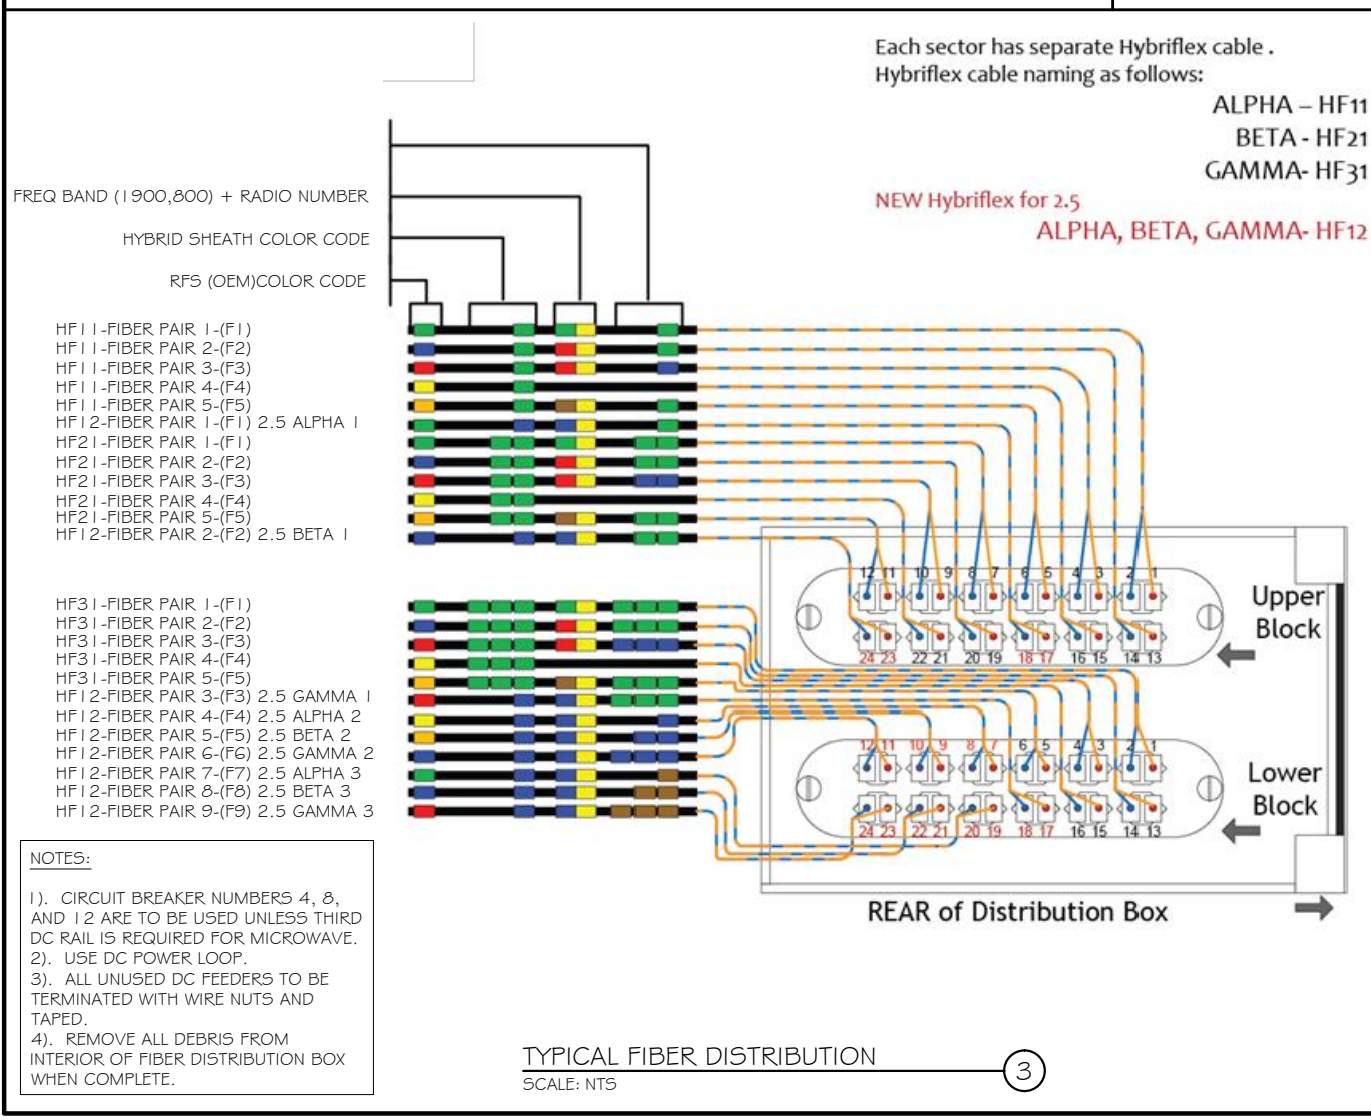 Each sector has separate Hybriflex cable .
Hybriflex cable naming as follows:
ALPHA – HF11
BETA - HF21
GAMMA- HF31
NEW Hybriflex for 2.5
ALPHA, BETA, GAMMA- HF12
FREQ BAND (1900,800) + RADIO NUMBER
HYBRID SHEATH COLOR CODE
RFS (OEM)COLOR CODE
HF11-FIBER PAIR 1-(F1)
HF11-FIBER PAIR 2-(F2)
HF11-FIBER PAIR 3-(F3)
HF11-FIBER PAIR 4-(F4)
HF11-FIBER PAIR 5-(F5)
HF12-FIBER PAIR 1-(F1) 2.5 ALPHA 1
HF21-FIBER PAIR 1-(F1)
HF21-FIBER PAIR 2-(F2)
HF21-FIBER PAIR 3-(F3)
HF21-FIBER PAIR 4-(F4)
HF21-FIBER PAIR 5-(F5)
HF12-FIBER PAIR 2-(F2) 2.5 BETA 1
HF31-FIBER PAIR 1-(F1)
HF31-FIBER PAIR 2-(F2)
HF31-FIBER PAIR 3-(F3)
HF31-FIBER PAIR 4-(F4)
HF31-FIBER PAIR 5-(F5)
HF12-FIBER PAIR 3-(F3) 2.5 GAMMA 1
HF12-FIBER PAIR 4-(F4) 2.5 ALPHA 2
HF12-FIBER PAIR 5-(F5) 2.5 BETA 2
HF12-FIBER PAIR 6-(F6) 2.5 GAMMA 2
HF12-FIBER PAIR 7-(F7) 2.5 ALPHA 3
HF12-FIBER PAIR 8-(F8) 2.5 BETA 3
HF12-FIBER PAIR 9-(F9) 2.5 GAMMA 3
12 11 10 9 8 7 6 5 4 3 2 1
24 23 22 21 20 19 18 17 16 15 14 13
Upper
Block
12 11 10 9 8 7 6 5 4 3 2 1
24 23 22 21 20 19 18 17 16 15 14 13
Lower
Block
REAR of Distribution Box
NOTES:
1). CIRCUIT BREAKER NUMBERS 4, 8,
AND 12 ARE TO BE USED UNLESS THIRD
DC RAIL IS REQUIRED FOR MICROWAVE.
2). USE DC POWER LOOP.
3). ALL UNUSED DC FEEDERS TO BE
TERMINATED WITH WIRE NUTS AND
TAPED.
4). REMOVE ALL DEBRIS FROM
INTERIOR OF FIBER DISTRIBUTION BOX
WHEN COMPLETE.
TYPICAL FIBER DISTRIBUTION
SCALE: NTS
3